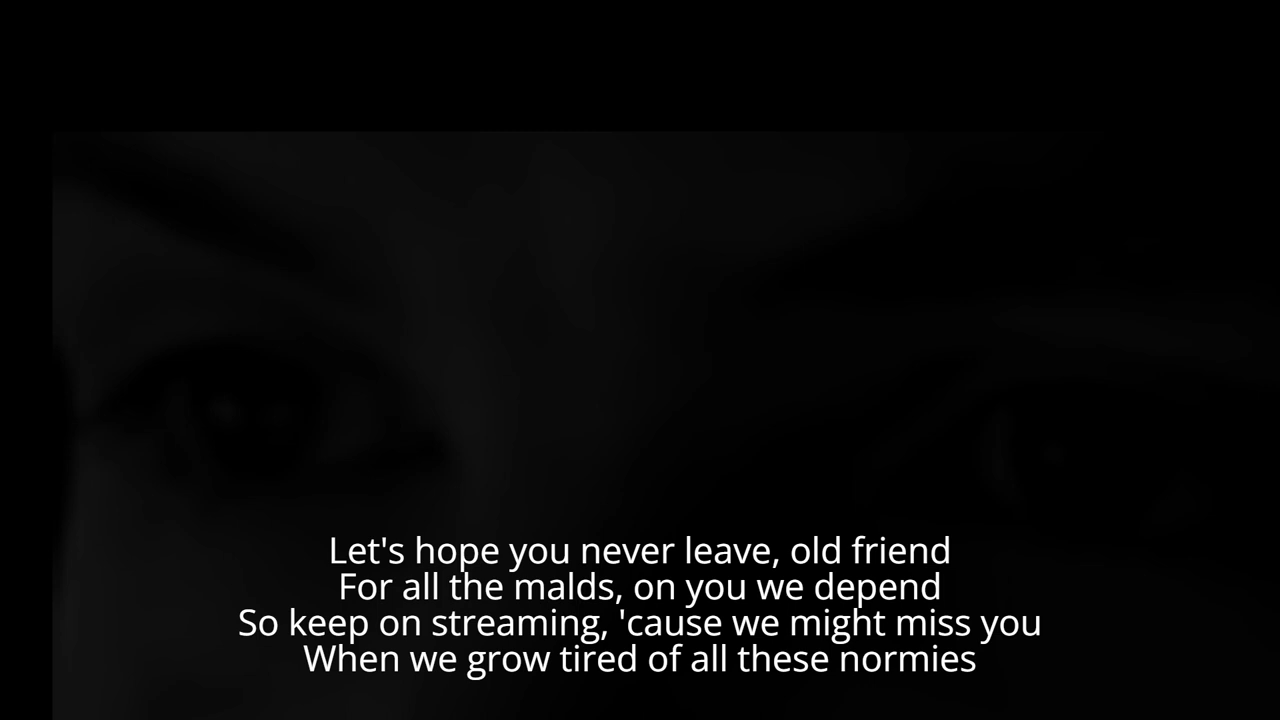 Let's hope you never leave, old friend
For all the malds, on you we depend
So keep on streaming, 'cause we might miss you
When we grow tired of all these normies